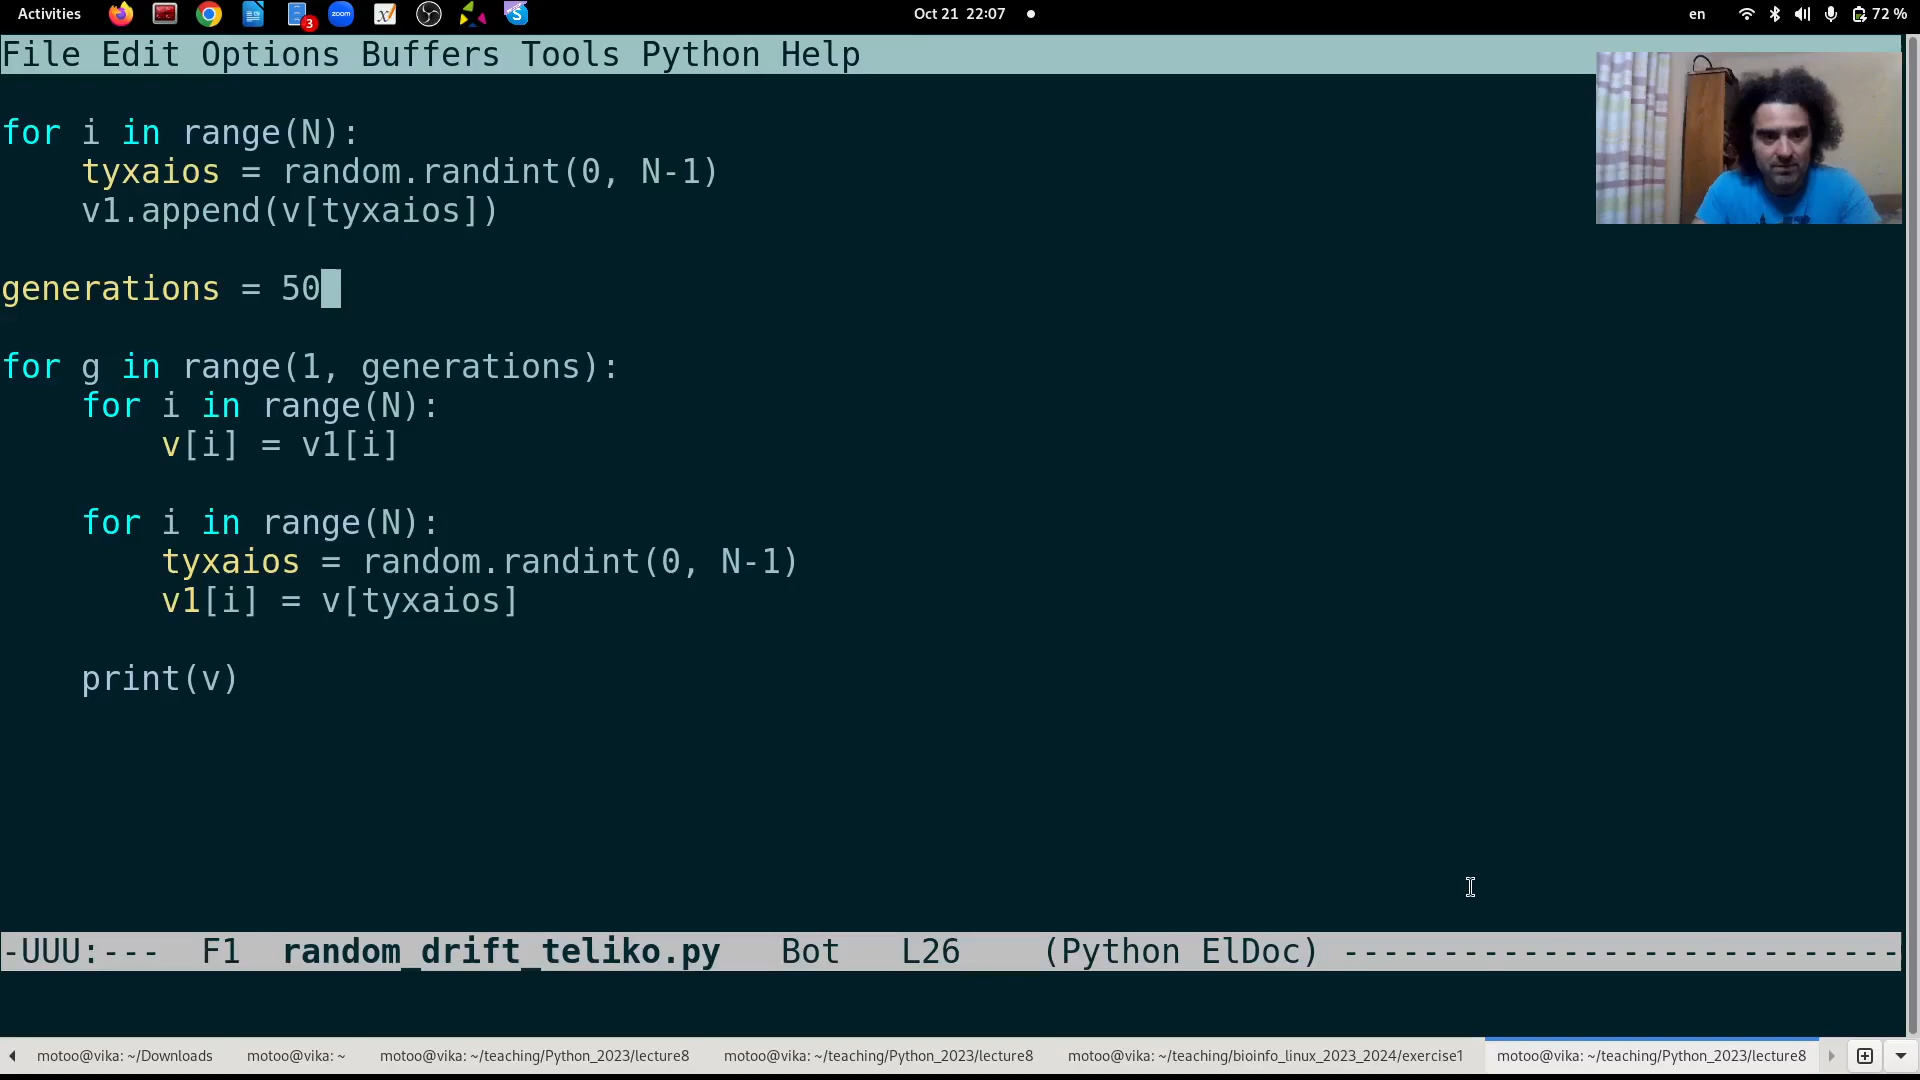 Activities
3
zoom
Oct 21 22:07
en
72 %
File Edit Options Buffers Tools Python Help
for i in range(N):
    tyxaios = random.randint(0, N-1)
    v1.append(v[tyxaios])
generations = 50
for g in range(1, generations):
    for i in range(N):
        v[i] = v1[i]
    for i in range(N):
        tyxaios = random.randint(0, N-1)
        v1[i] = v[tyxaios]
    print(v)
-UUU:---  F1  random_drift_teliko.py   Bot   L26    (Python ElDoc) ----------------------------
motoo@vika: ~/Downloads
motoo@vika: ~
motoo@vika: ~/teaching/Python_2023/lecture8
motoo@vika: ~/teaching/Python_2023/lecture8
motoo@vika: ~/teaching/bioinfo_linux_2023_2024/exercise1
motoo@vika: ~/teaching/Python_2023/lecture8